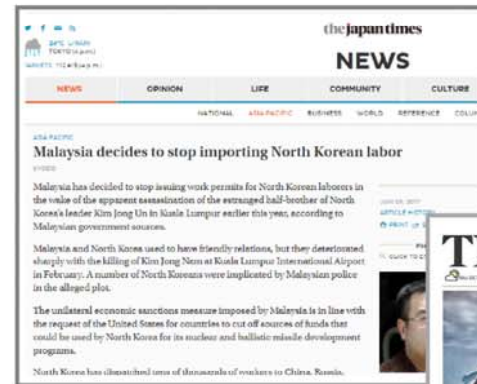 the japan times
NEWS
NEWS OPINION LIFE COMMUNITY CULTURE
NATIONAL ASIA PACIFIC BUSINESS WORLD REFERENCE
ASIA PACIFIC
Malaysia decides to stop importing North Korean labor
KYODO
Malaysia has decided to stop issuing work permits for North Korean laborers in
the wake of the apparent assassination of the estranged half-brother of North
Korea's leader Kim Jong Un in Kuala Lumpur earlier this year, according to
Malaysian government sources.
Malaysia and North Korea used to have friendly relations, but they deteriorated
sharply with the killing of Kim Jong Nam at Kuala Lumpur International Airport
in February. A number of North Koreans were implicated by Malaysian police
in the alleged plot.
The unilateral economic sanctions measure imposed by Malaysia is in line with
the request of the United States for countries to cut off sources of funds that
could be used by North Korea for its nuclear and ballistic missile development
programs.
North Korea has dispatched tens of thousands of workers to China, Russia,
ARTICLE HISTORY
PRINT